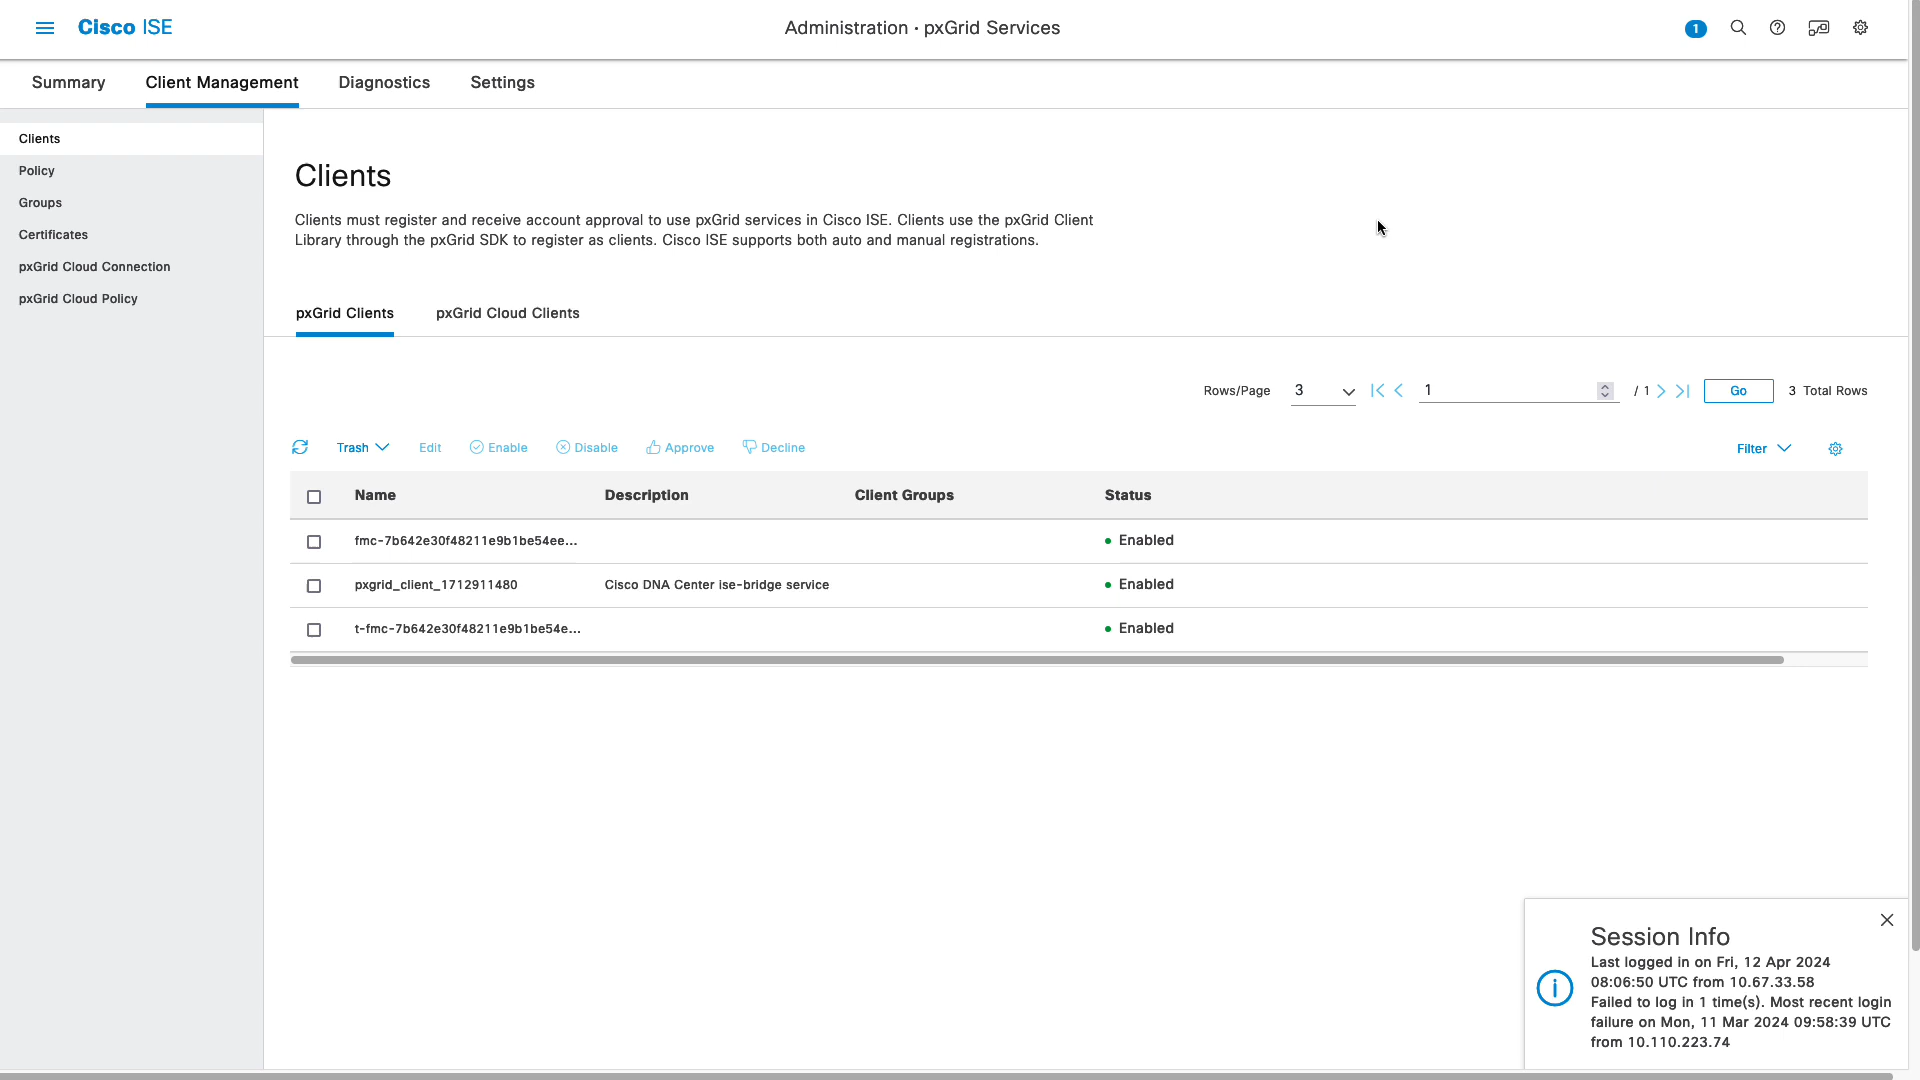 Cisco ISE
Administration · pxGrid Services
1
Summary
Client Management
Diagnostics
Settings
Clients
Policy
Groups
Certificates
pxGrid Cloud Connection
pxGrid Cloud Policy
Clients
Clients must register and receive account approval to use pxGrid services in Cisco ISE. Clients use the pxGrid Client
Library through the pxGrid SDK to register as clients. Cisco ISE supports both auto and manual registrations.
pxGrid Clients
pxGrid Cloud Clients
Rows/Page 3 1 / 1 Go 3 Total Rows
Trash Edit Enable Disable Approve Decline Filter
Name Description Client Groups Status
fmc-7b642e30f48211e9b1be54ee... Enabled
pxgrid_client_1712911480 Cisco DNA Center ise-bridge service Enabled
t-fmc-7b642e30f48211e9b1be54e... Enabled
Session Info
Last logged in on Fri, 12 Apr 2024
08:06:50 UTC from 10.67.33.58
Failed to log in 1 time(s). Most recent login
failure on Mon, 11 Mar 2024 09:58:39 UTC
from 10.110.223.74